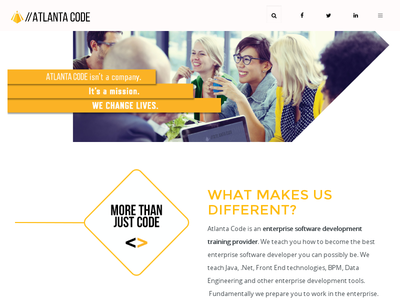 //ATLANTA CODE
ATLANTA CODE isn't a company.
It's a mission.
WE CHANGE LIVES.
MORE THAN
JUST CODE
<>
WHAT MAKES US
DIFFERENT?
Atlanta Code is an enterprise software development
training provider. We teach you how to become the best
enterprise software developer you can possibly be. We
teach Java, .Net, Front End technologies, BPM, Data
Engineering and other enterprise development tools.
Fundamentally we prepare you to work in the enterprise.